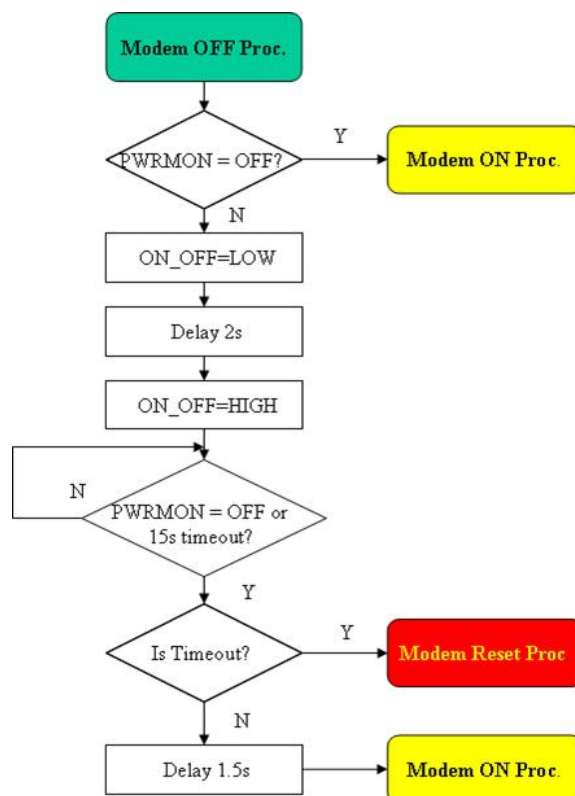 Modem OFF Proc.
PWRMON = OFF?
Y
Modem ON Proc.
N
ON_OFF=LOW
Delay 2s
ON_OFF=HIGH
N
PWRMON = OFF or
15s timeout?
Y
Is Timeout?
Y
Modem Reset Proc
N
Delay 1.5s
Modem ON Proc.